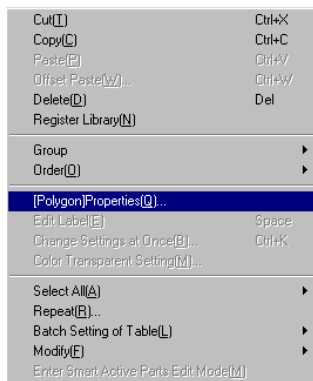 Cut(T) Ctrl+X
Copy(C) Ctrl+C
Paste(P) Ctrl+V
Offset Paste(W)... Ctrl+W
Delete(D) Del
Register Library(N)
Group
Order(O)
[Polygon]Properties(Q)...
Edit Label(E) Space
Change Settings at Once(B)... Ctrl+K
Color Transparent Setting(M)...
Select All(A)
Repeat(R)...
Batch Setting of Table(L)
Modify(F)
Enter Smart Active Parts Edit Mode(M)